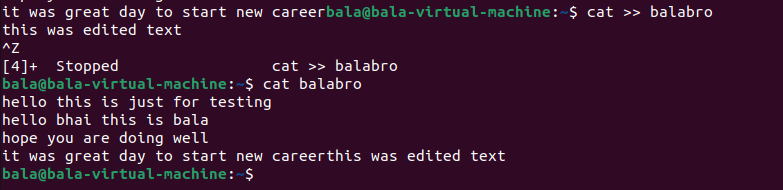 it was great day to start new careerbala@bala-virtual-machine:~$ cat >> balabro
this was edited text
^Z
[4]+  Stopped                 cat >> balabro
bala@bala-virtual-machine:~$ cat balabro
hello this is just for testing
hello bhai this is bala
hope you are doing well
it was great day to start new careerthis was edited text
bala@bala-virtual-machine:~$